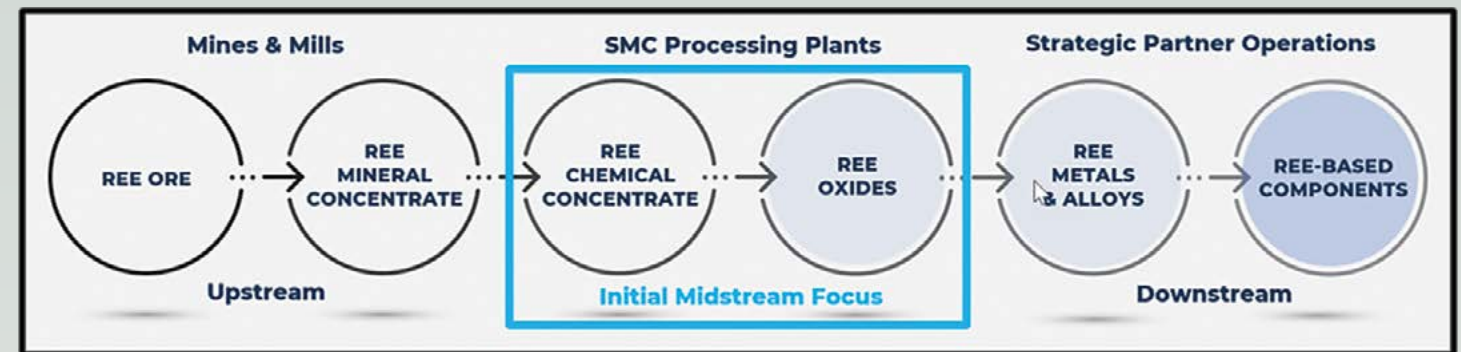 Mines & Mills
SMC Processing Plants
Strategic Partner Operations
REE ORE
REE
MINERAL
CONCENTRATE
REE
CHEMICAL
CONCENTRATE
REE
OXIDES
REE
METALS
& ALLOYS
REE-BASED
COMPONENTS
Upstream
Initial Midstream Focus
Downstream